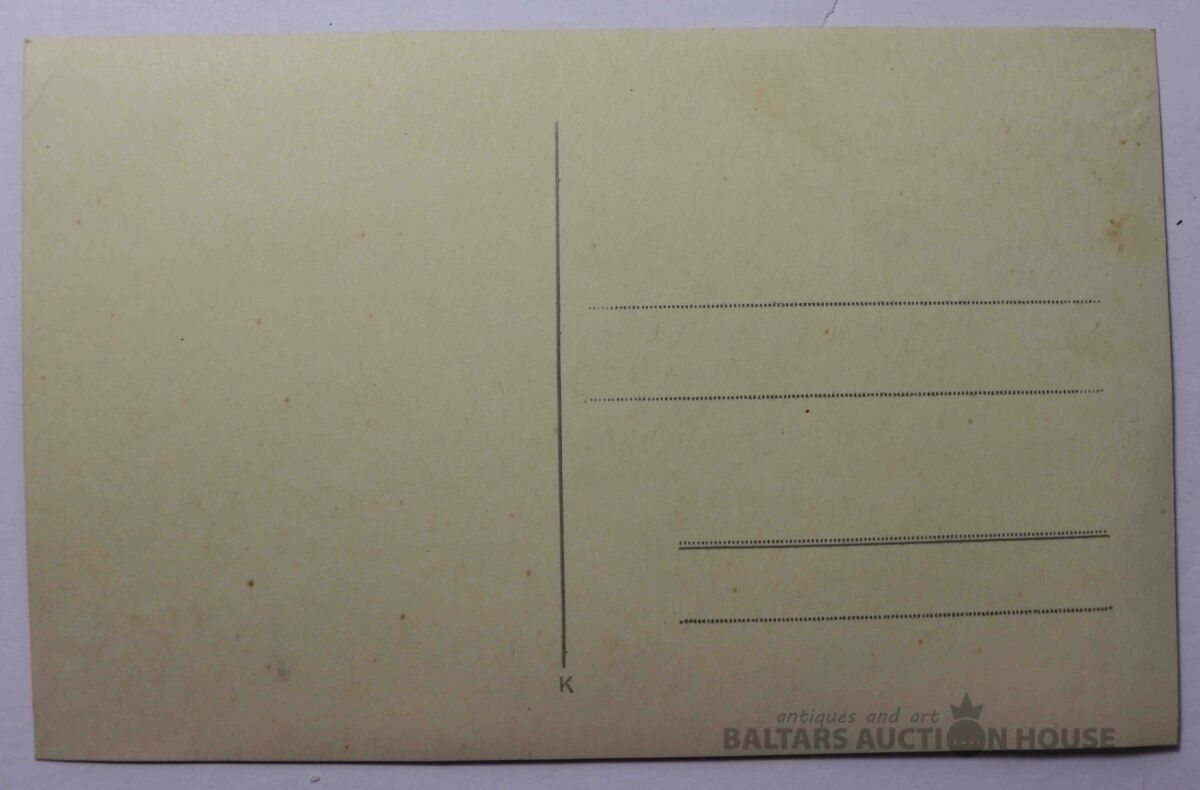 K
antiques and art
BALTARS AUCTION HOUSE